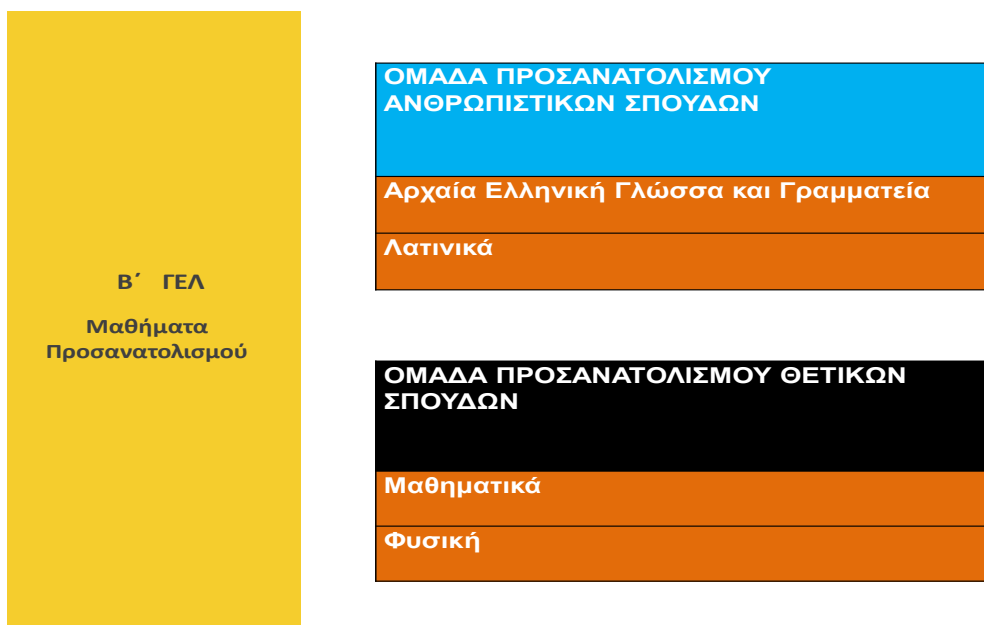 Β΄ ΓΕΛ
Μαθήματα
Προσανατολισμού
ΟΜΑΔΑ ΠΡΟΣΑΝΑΤΟΛΙΣΜΟΥ
ΑΝΘΡΩΠΙΣΤΙΚΩΝ ΣΠΟΥΔΩΝ
Αρχαία Ελληνική Γλώσσα και Γραμματεία
Λατινικά
ΟΜΑΔΑ ΠΡΟΣΑΝΑΤΟΛΙΣΜΟΥ ΘΕΤΙΚΩΝ
ΣΠΟΥΔΩΝ
Μαθηματικά
Φυσική